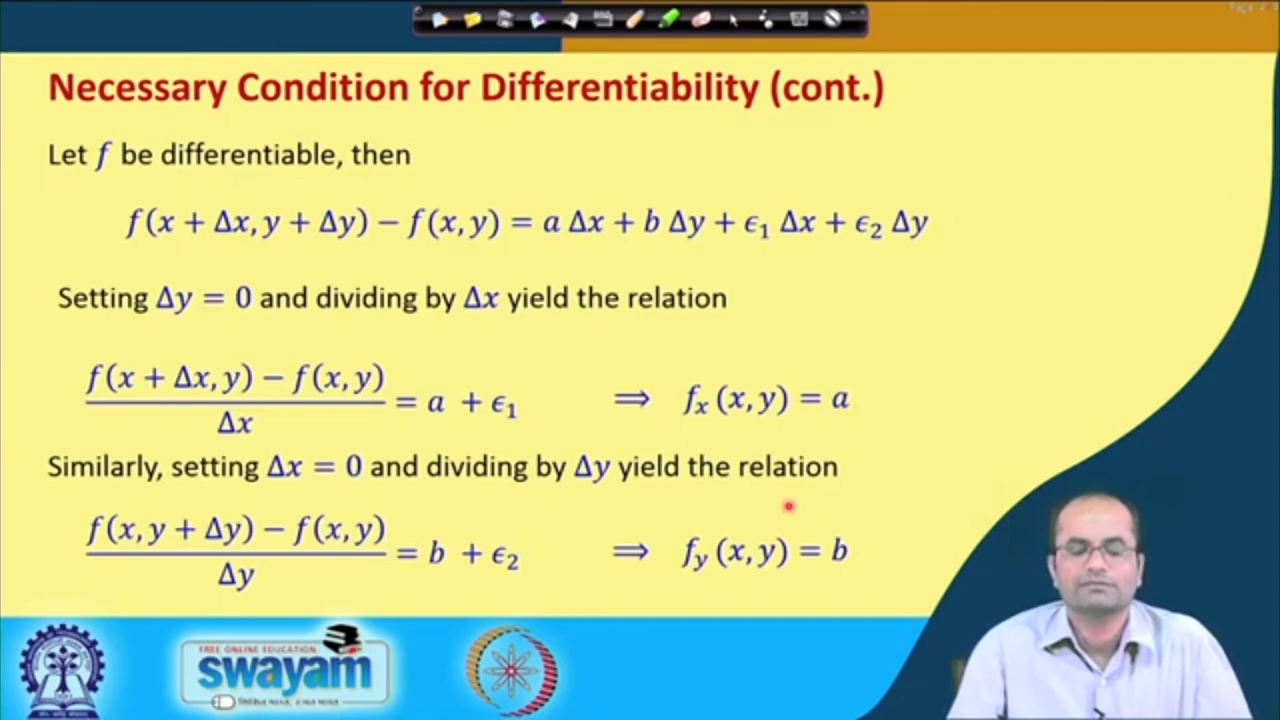 Necessary Condition for Differentiability (cont.)
Let f be differentiable, then
f(x + Δx, y + Δy) − f(x, y) = a Δx + b Δy + ϵ₁ Δx + ϵ₂ Δy
Setting Δy = 0 and dividing by Δx yield the relation
f(x + Δx, y) − f(x, y)
/ Δx = a + ϵ₁ ⟹ fₓ (x, y) = a
Similarly, setting Δx = 0 and dividing by Δy yield the relation
f(x, y + Δy) − f(x, y)
/ Δy = b + ϵ₂ ⟹ f_y (x, y) = b
FREE ONLINE EDUCATION
swayam